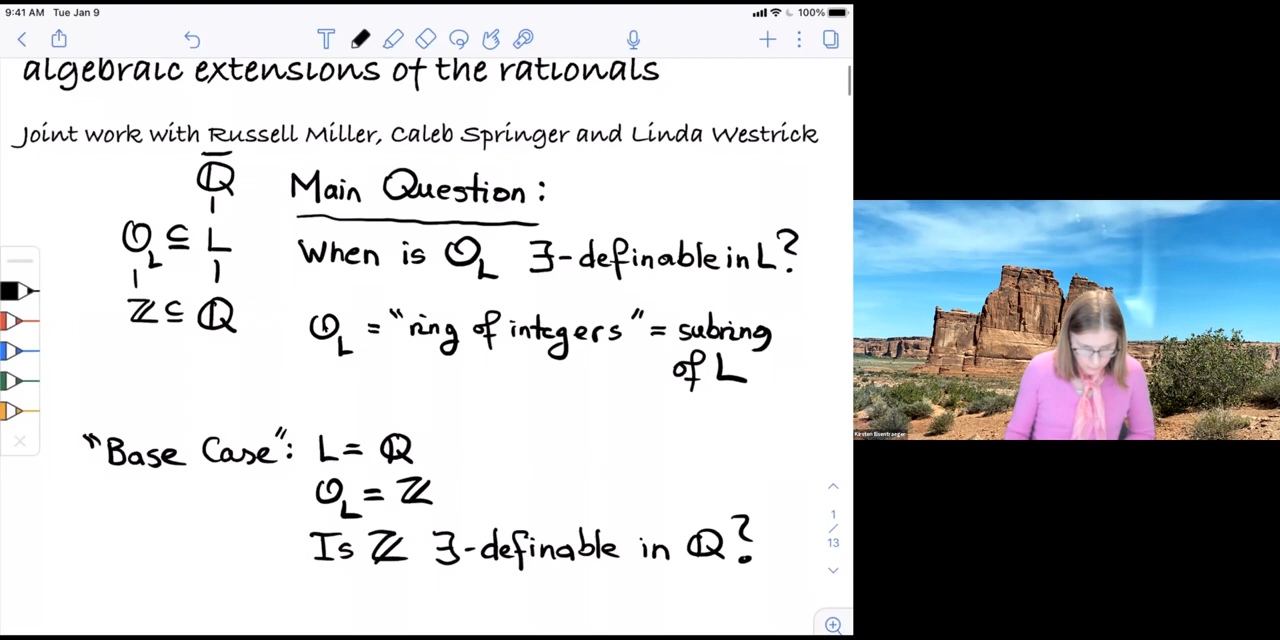 9:41 AM Tue Jan 9
100%
algebraic extensions of the rationals
Joint work with Russell Miller, Caleb Springer and Linda Westrick
ℚ̅
Main Question:
O_L ⊆ L
When is O_L ∃-definable in L?
ℤ ⊆ ℚ
O_L = "ring of integers" = subring
of L
"Base Case": L = ℚ
O_L = ℤ
Is ℤ ∃-definable in ℚ?
1
/
13
Kirsten Eisentraeger